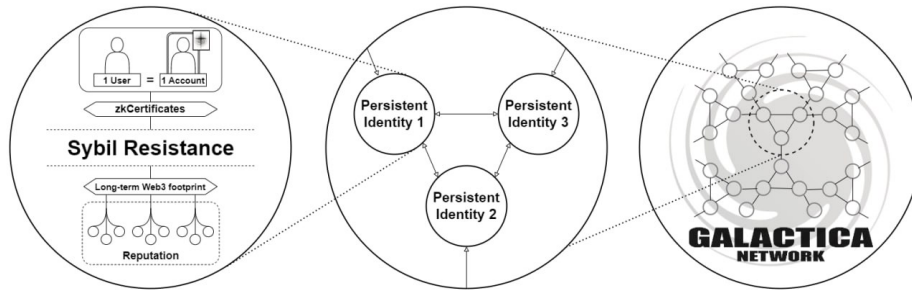 1 User = 1 Account
zkCertificates
Sybil Resistance
Long-term Web3 footprint
Reputation
Persistent
Identity 1
Persistent
Identity 3
Persistent
Identity 2
GALACTICA
NETWORK